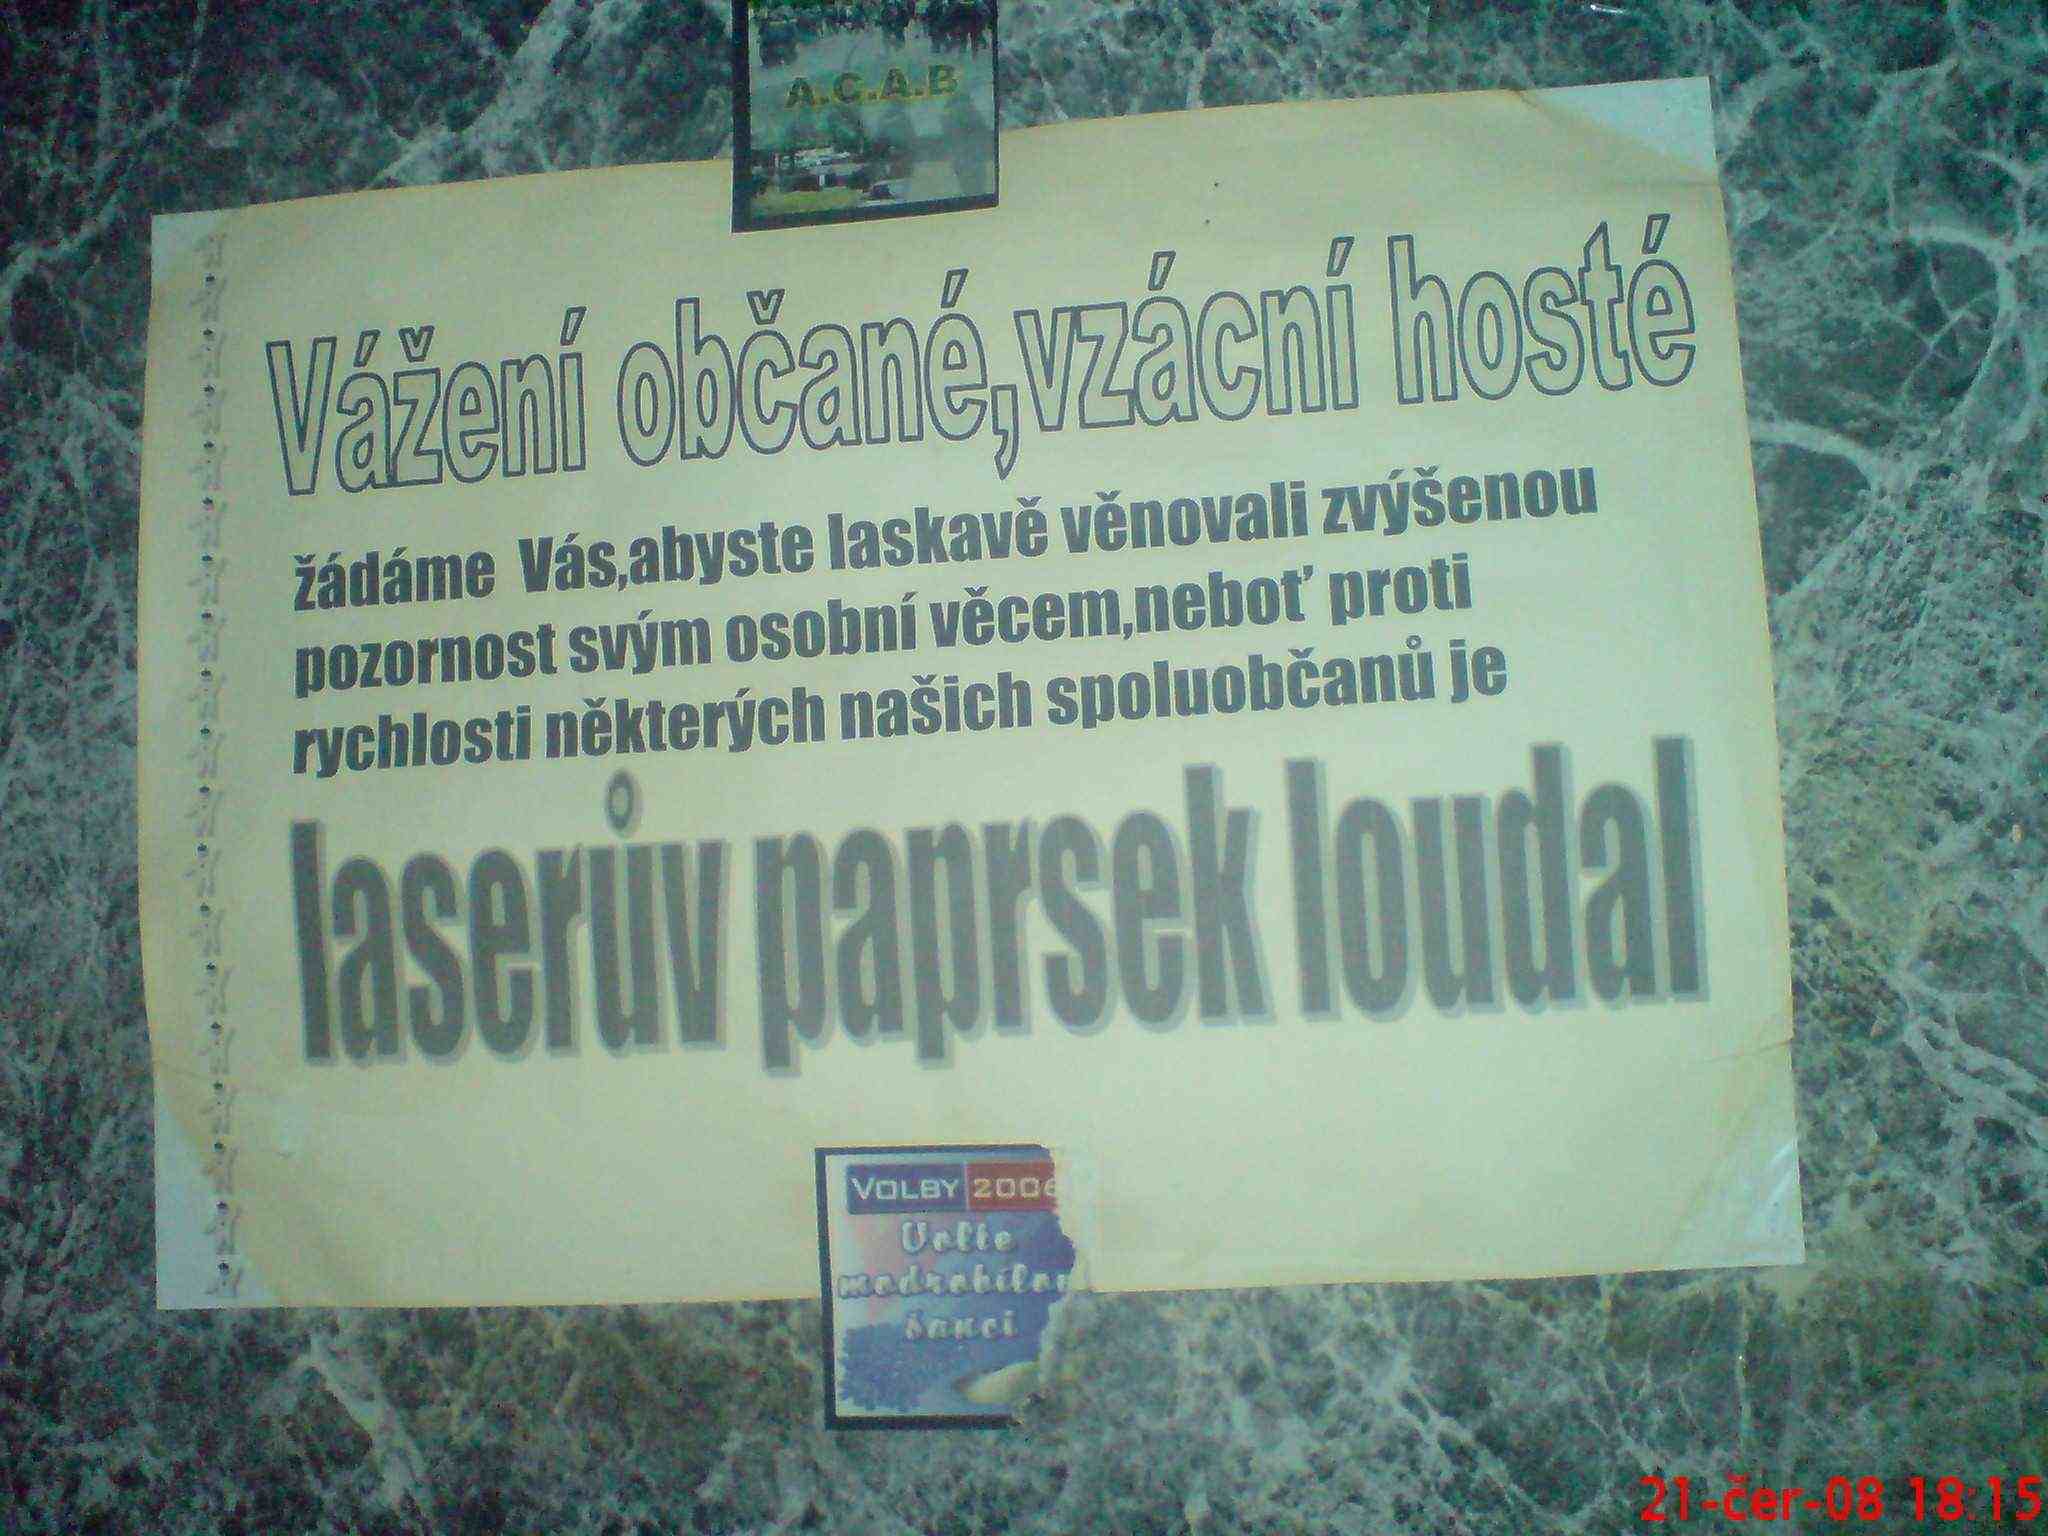 A.C.A.B
Vážení občané,vzácní hosté
žádáme Vás,abyste laskavě věnovali zvýšenou
pozornost svým osobní věcem,neboť proti
rychlosti některých našich spoluobčanů je
laserův paprsek loudal
VOLBY 2006
Volte
modrobílou
šanci
21-čer-08 18:15